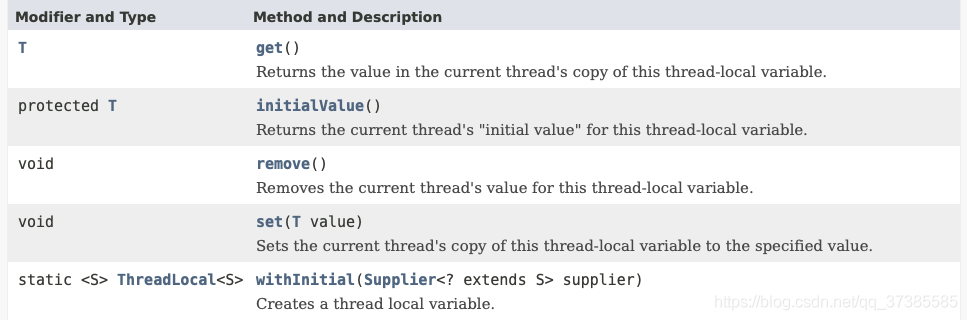 Modifier and Type Method and Description
T get()
Returns the value in the current thread's copy of this thread-local variable.
protected T initialValue()
Returns the current thread's "initial value" for this thread-local variable.
void remove()
Removes the current thread's value for this thread-local variable.
void set(T value)
Sets the current thread's copy of this thread-local variable to the specified value.
static <S> ThreadLocal<S> withInitial(Supplier<? extends S> supplier)
Creates a thread local variable.
https://blog.csdn.net/qq_37385585